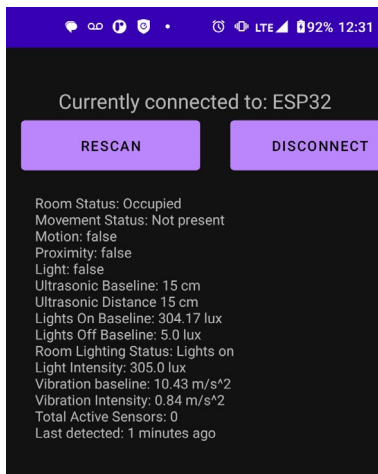 LTE 92% 12:31
Currently connected to: ESP32
RESCAN DISCONNECT
Room Status: Occupied
Movement Status: Not present
Motion: false
Proximity: false
Light: false
Ultrasonic Baseline: 15 cm
Ultrasonic Distance 15 cm
Lights On Baseline: 304.17 lux
Lights Off Baseline: 5.0 lux
Room Lighting Status: Lights on
Light Intensity: 305.0 lux
Vibration baseline: 10.43 m/s^2
Vibration Intensity: 0.84 m/s^2
Total Active Sensors: 0
Last detected: 1 minutes ago